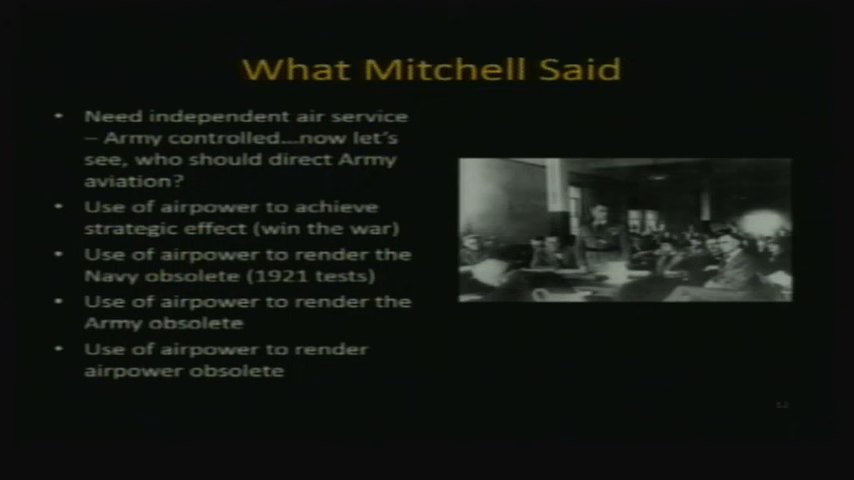 What Mitchell Said
• Need independent air service
– Army controlled...now let's
see, who should direct Army
aviation?
• Use of airpower to achieve
strategic effect (win the war)
• Use of airpower to render the
Navy obsolete (1921 tests)
• Use of airpower to render the
Army obsolete
• Use of airpower to render
airpower obsolete